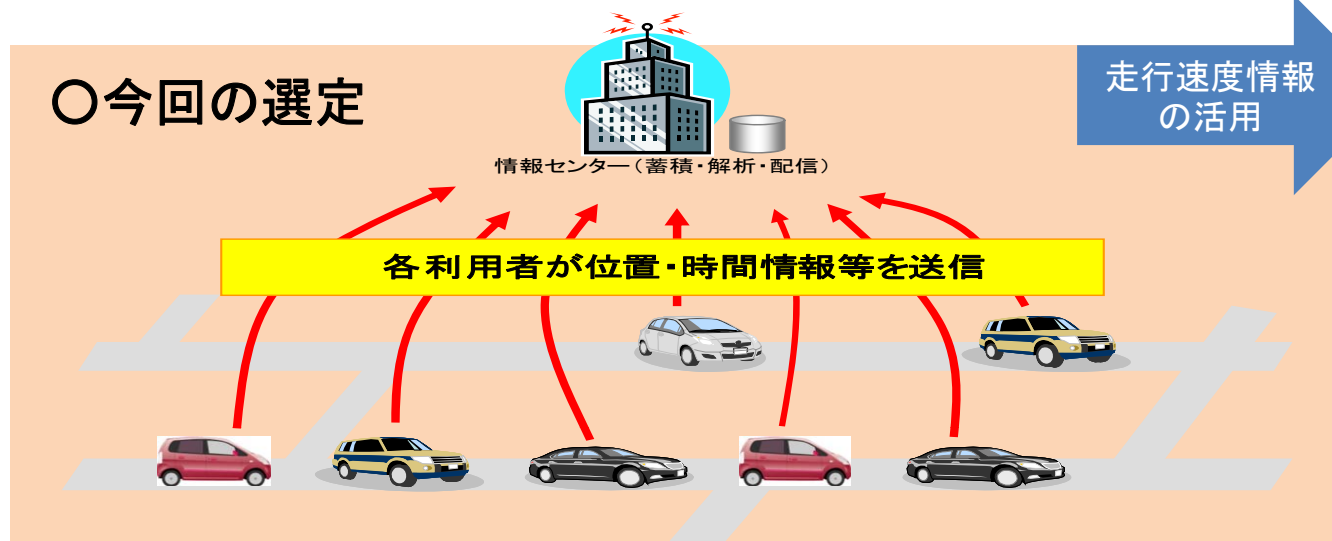 〇今回の選定
走行速度情報
の活用
情報センター(蓄積・解析・配信)
各利用者が位置・時間情報等を送信